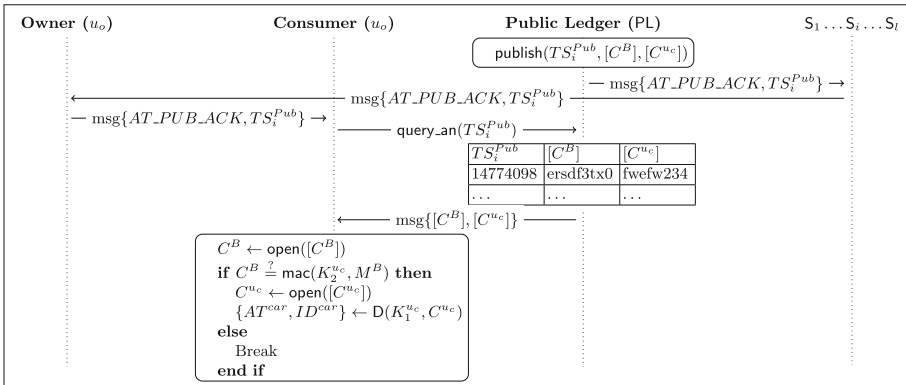 Owner (u_o) Consumer (u_o) Public Ledger (PL) S_1 … S_i … S_l
publish(TS_i^{Pub}, [C^B], [C^{u_c}])
msg{AT_PUB_ACK, TS_i^{Pub}}
msg{AT_PUB_ACK, TS_i^{Pub}}
msg{AT_PUB_ACK, TS_i^{Pub}}
query_an(TS_i^{Pub})
TS_i^{Pub} [C^B] [C^{u_c}]
14774098 ersdf3tx0 fwefw234
… … …
msg{[C^B], [C^{u_c}]}
C^B ← open([C^B])
if C^B ≟ mac(K_2^{u_c}, M^B) then
C^{u_c} ← open([C^{u_c}])
{AT^{car}, ID^{car}} ← D(K_1^{u_c}, C^{u_c})
else
Break
end if